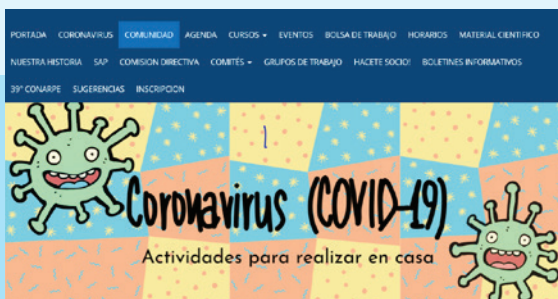 PORTADA CORONAVIRUS COMUNIDAD AGENDA CURSOS EVENTOS BOLSA DE TRABAJO HORARIOS MATERIAL CIENTIFICO
NUESTRA HISTORIA SAP COMISION DIRECTIVA COMITÉS GRUPOS DE TRABAJO HACETE SOCIO! BOLETINES INFORMATIVOS
39° CONARPE SUGERENCIAS INSCRIPCION
Coronavirus (COVID-19)
Actividades para realizar en casa